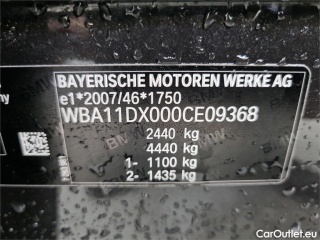 BAYERISCHE MOTOREN WERKE AG
e1*2007/46*1750
WBA11DX000CE09368
2440 kg
4440 kg
1- 1100 kg
2- 1435 kg
CarOutlet.eu